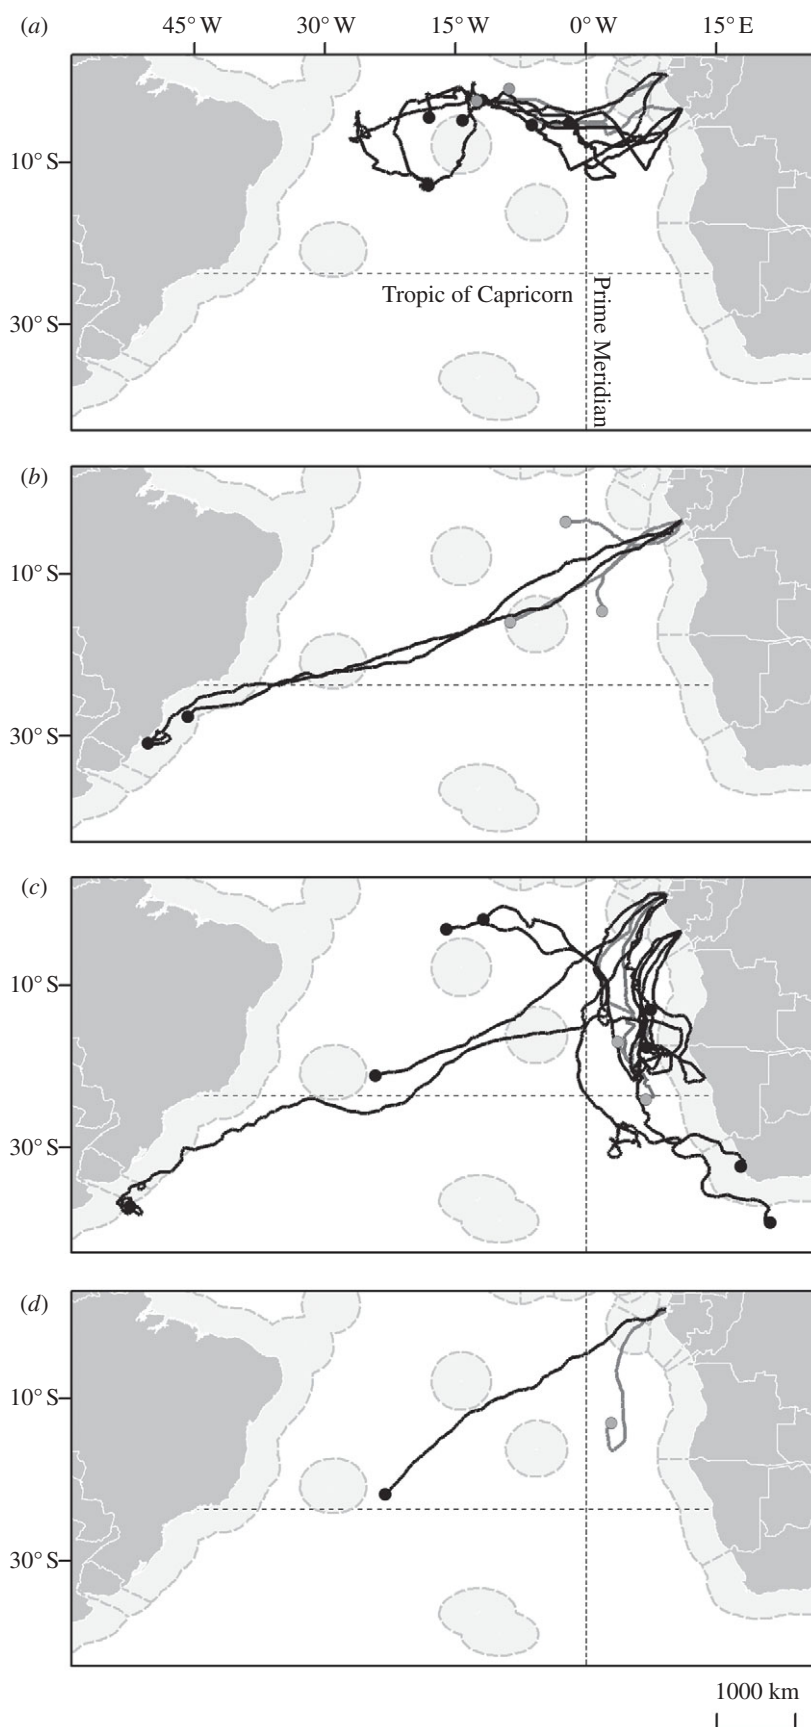 (a)
45° W 30° W 15° W 0° W 15° E
10° S
30° S
Tropic of Capricorn
Prime Meridian
(b)
10° S
30° S
(c)
10° S
30° S
(d)
10° S
30° S
1000 km